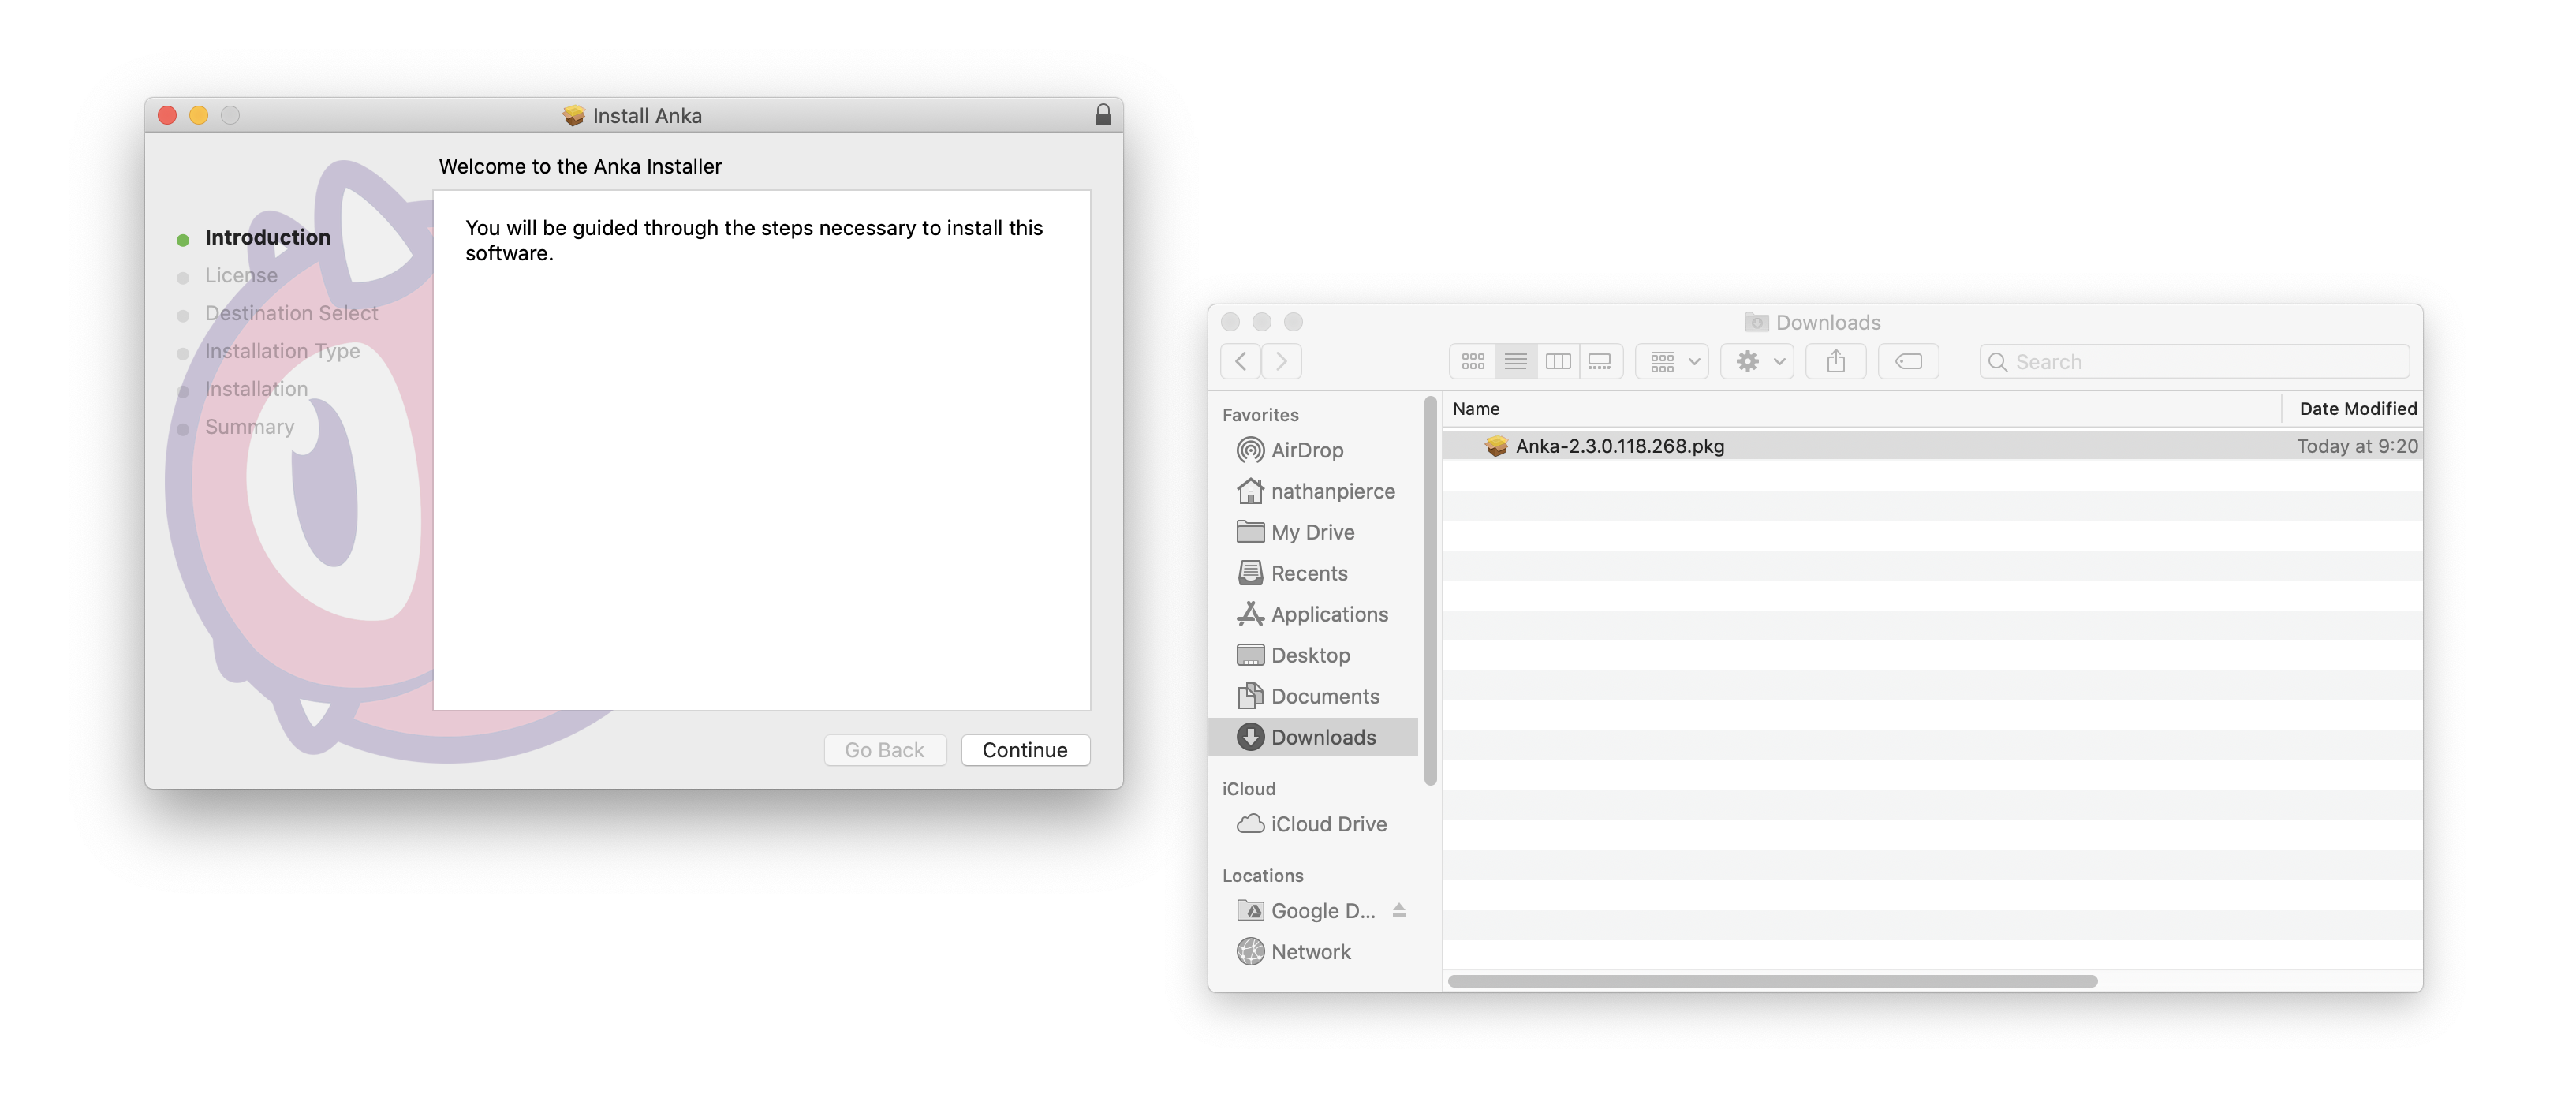 Install Anka
Welcome to the Anka Installer
Introduction
License
Destination Select
Installation Type
Installation
Summary
You will be guided through the steps necessary to install this
software.
Go Back
Continue
Downloads
Search
Favorites
AirDrop
nathanpierce
My Drive
Recents
Applications
Desktop
Documents
Downloads
iCloud
iCloud Drive
Locations
Google D...
Network
Name
Date Modified
Anka-2.3.0.118.268.pkg
Today at 9:20